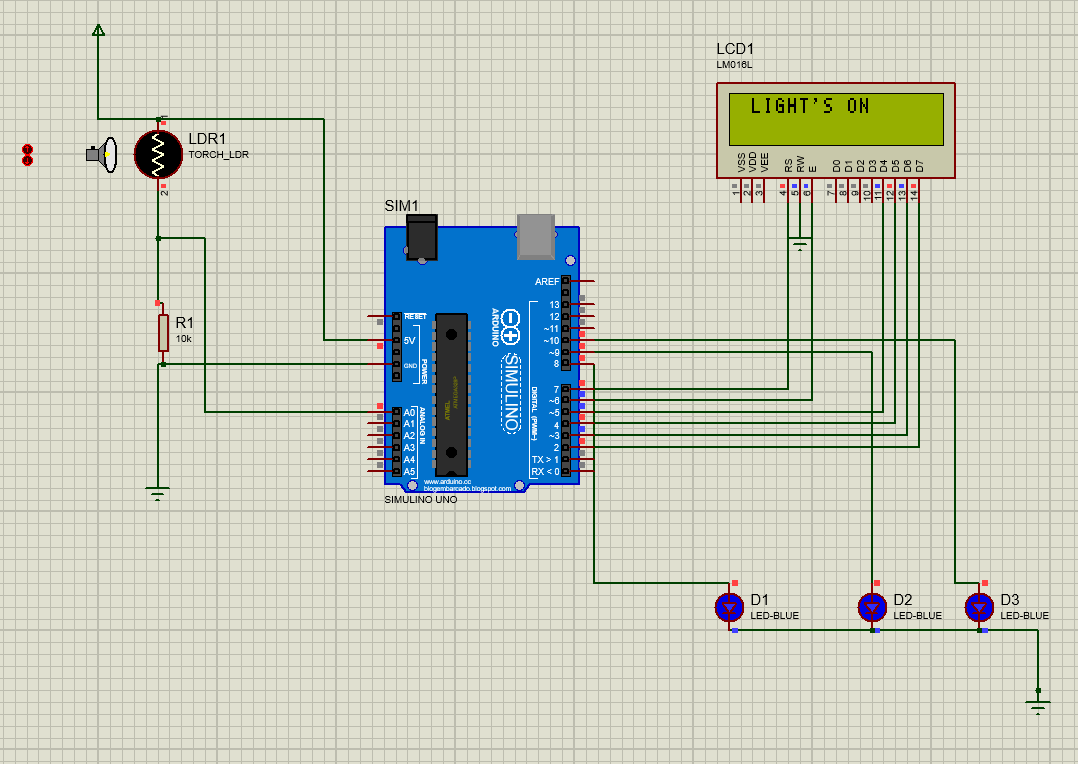 LCD1
LM016L
LIGHT'S ON
VSS
VDD
VEE
RS
RW
E
D0
D1
D2
D3
D4
D5
D6
D7
1
2
3
4
5
6
7
8
9
10
11
12
13
14
1
LDR1
TORCH_LDR
2
R1
10k
SIM1
AREF
13
12
~11
~10
~9
8
RESET
5V
GND
POWER
ARDUINO
SIMULINO
DIGITAL (PWM~)
7
~6
~5
4
~3
2
TX > 1
RX < 0
ANALOG IN
A0
A1
A2
A3
A4
A5
ATMEL
www.arduino.cc
blogembarcado.blogspot.com
SIMULINO UNO
D1
LED-BLUE
D2
LED-BLUE
D3
LED-BLUE